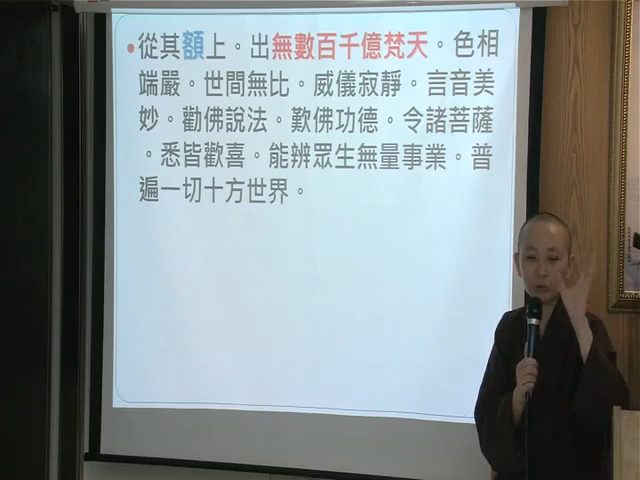 •從其額上。出無數百千億梵天。色相
端嚴。世間無比。威儀寂靜。言音美
妙。勸佛說法。歎佛功德。令諸菩薩
。悉皆歡喜。能辨眾生無量事業。普
遍一切十方世界。